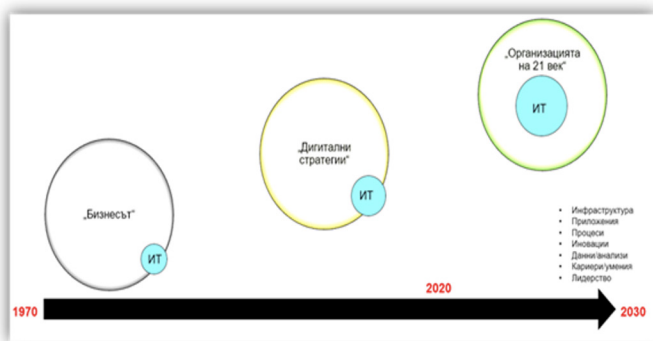 „Организацията
на 21 век“
ИТ
„Дигитални
стратегии“
ИТ
„Бизнесът“
ИТ
• Инфраструктура
• Приложения
• Процеси
• Иновации
• Данни/анализи
• Кариери/умения
• Лидерство
2020
1970
2030